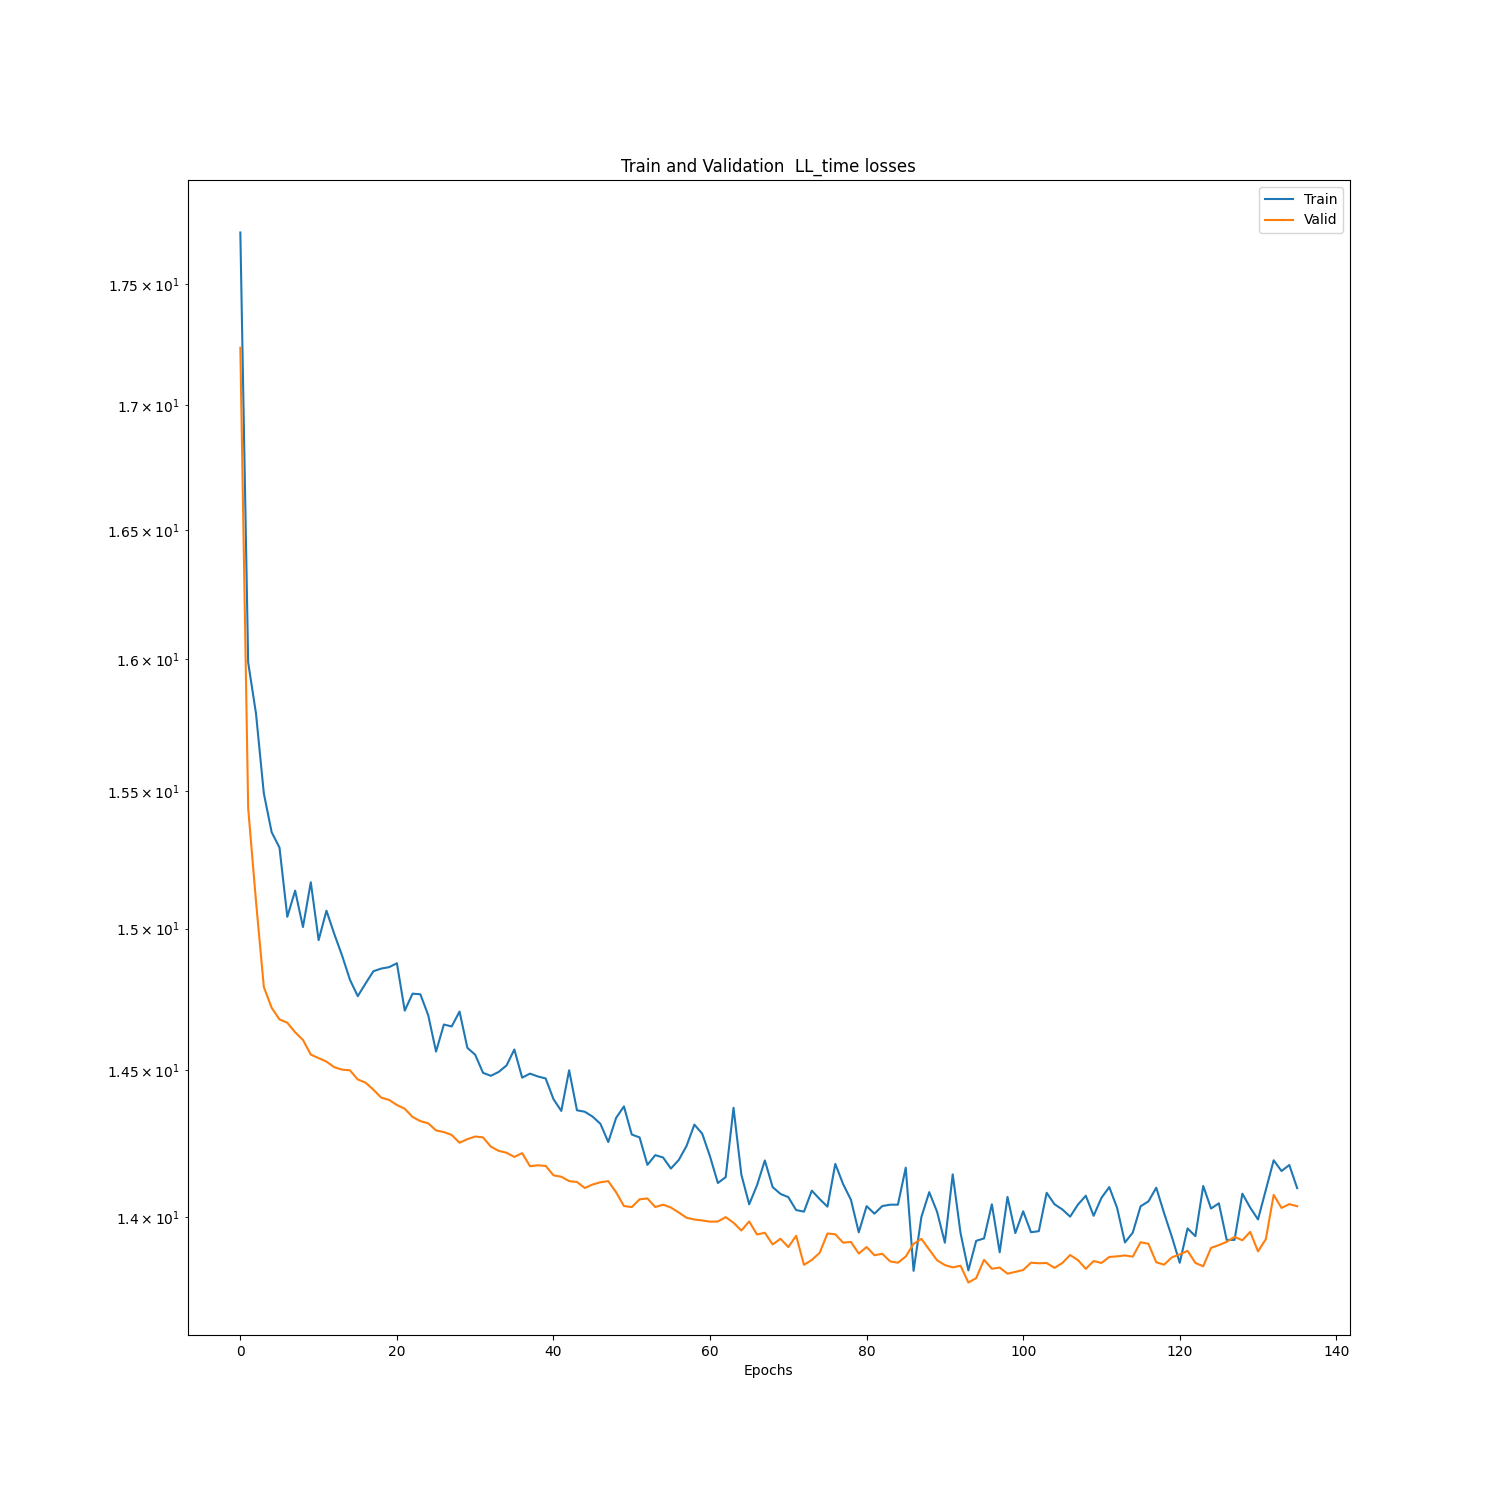 Train and Validation  LL_time losses
Train
Valid
1.75 × 10¹
1.7 × 10¹
1.65 × 10¹
1.6 × 10¹
1.55 × 10¹
1.5 × 10¹
1.45 × 10¹
1.4 × 10¹
0 20 40 60 80 100 120 140
Epochs